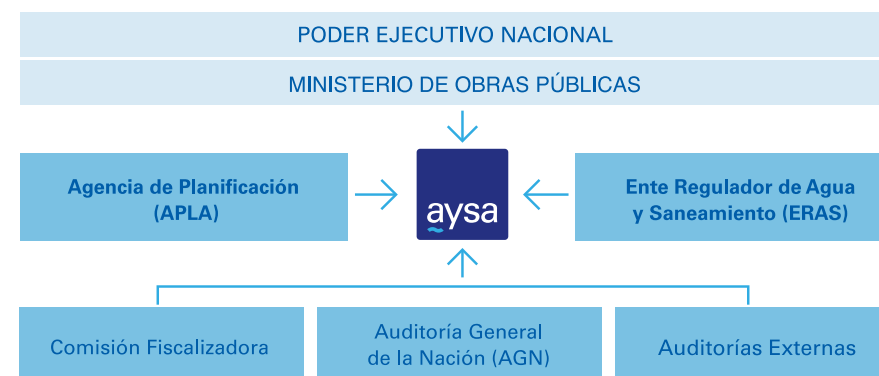 PODER EJECUTIVO NACIONAL
MINISTERIO DE OBRAS PÚBLICAS
Agencia de Planificación
(APLA)
aysa
Ente Regulador de Agua
y Saneamiento (ERAS)
Comisión Fiscalizadora
Auditoría General
de la Nación (AGN)
Auditorías Externas